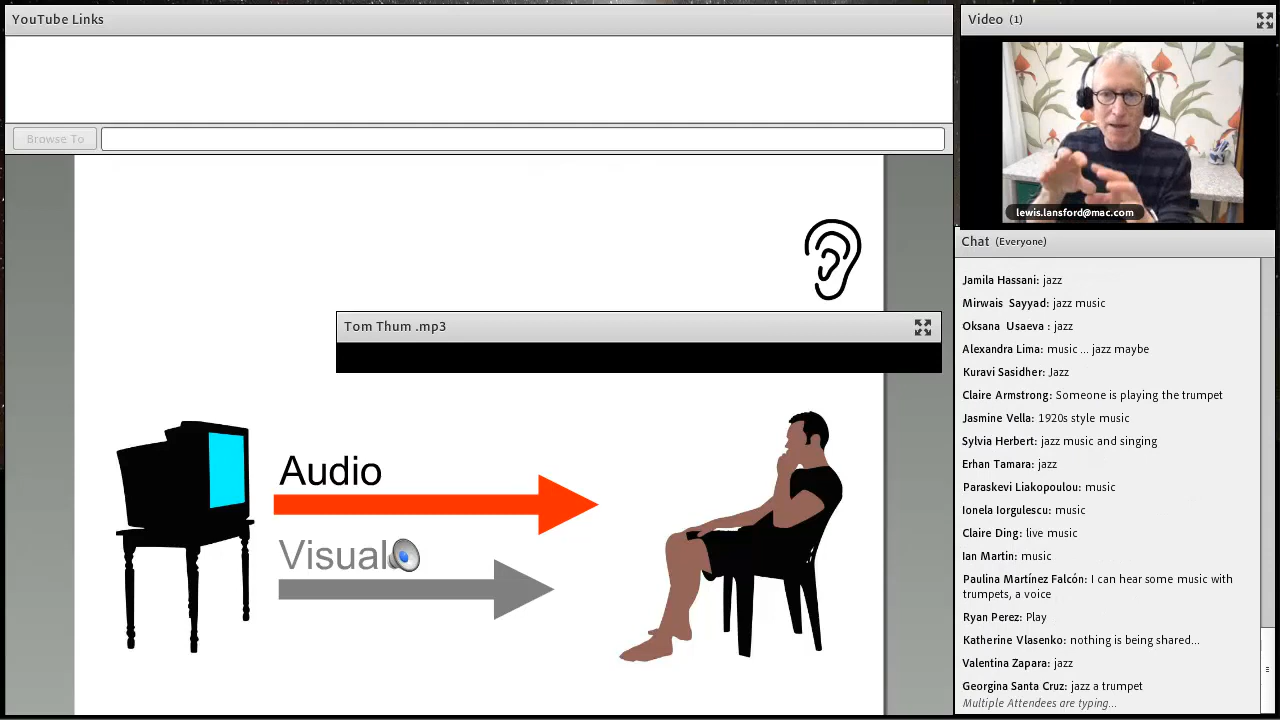 YouTube Links
Browse To
Tom Thum .mp3
Audio
Visual
Video (1)
lewis.lansford@mac.com
Chat (Everyone)
Jamila Hassani: jazz
Mirwais Sayyad: jazz music
Oksana Usaeva : jazz
Alexandra Lima: music ... jazz maybe
Kuravi Sasidher: Jazz
Claire Armstrong: Someone is playing the trumpet
Jasmine Vella: 1920s style music
Sylvia Herbert: jazz music and singing
Erhan Tamara: jazz
Paraskevi Liakopoulou: music
Ionela Iorgulescu: music
Claire Ding: live music
Ian Martin: music
Paulina Martínez Falcón: I can hear some music with
trumpets, a voice
Ryan Perez: Play
Katherine Vlasenko: nothing is being shared...
Valentina Zapara: jazz
Georgina Santa Cruz: jazz a trumpet
Multiple Attendees are typing...